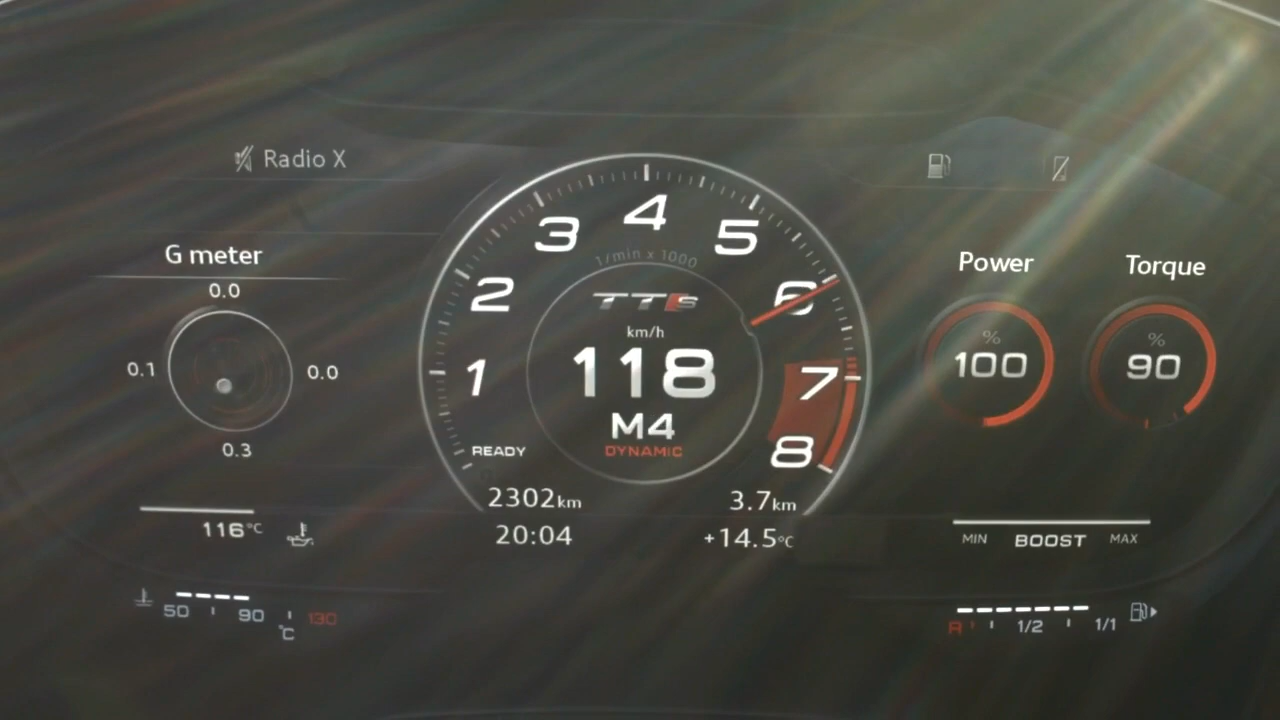 Radio X
G meter
0.0
0.1
0.0
0.3
116°C
50 90 130
°C
1 2 3 4 5 6 7 8
1/min x 1000
TTS
km/h
118
M4
DYNAMIC
READY
2302km
3.7km
20:04
+14.5°C
Power
%
100
Torque
%
90
MIN BOOST MAX
R 1/2 1/1